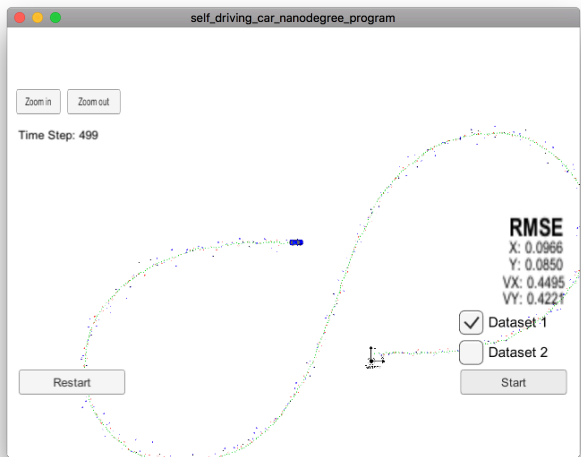 self_driving_car_nanodegree_program
Zoom in
Zoom out
Time Step: 499
RMSE
X: 0.0966
Y: 0.0850
VX: 0.4495
VY: 0.4221
Dataset 1
Dataset 2
Restart
Start